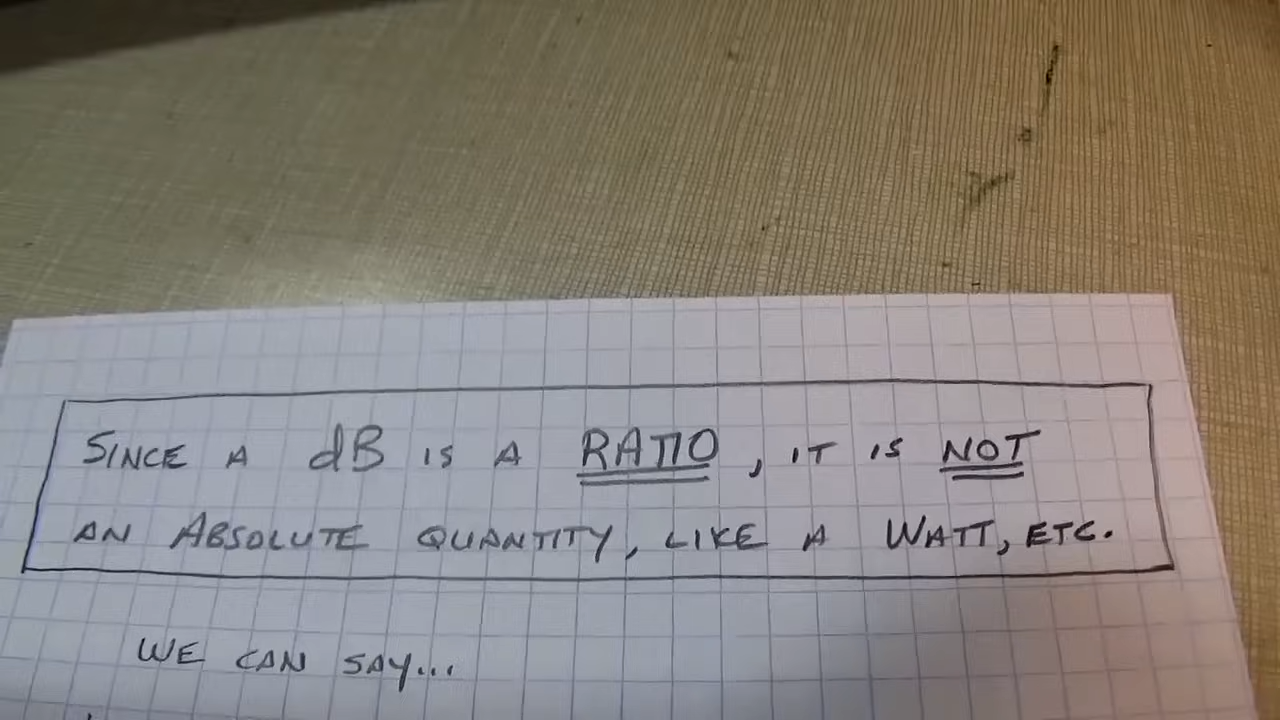 SINCE A dB IS A RATIO, IT IS NOT
AN ABSOLUTE QUANTITY, LIKE A WATT, ETC.
WE CAN SAY...